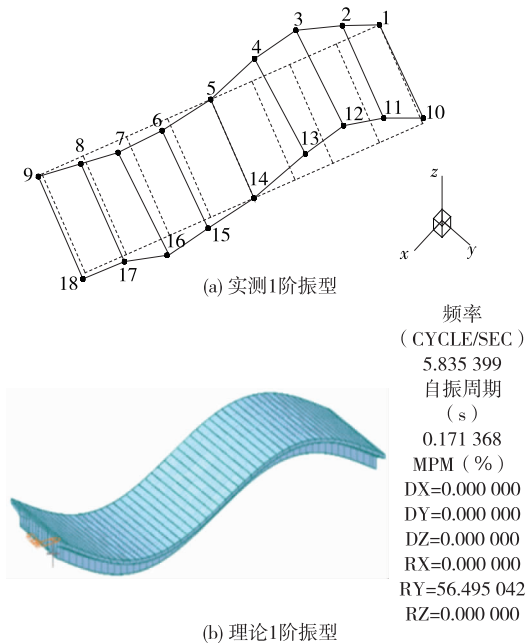 1
2
3
4
5
6
7
8
9
10
11
12
13
14
15
16
17
18
z
x
y
(a) 实测1阶振型
频率
(CYCLE/SEC)
5.835 399
自振周期
(s)
0.171 368
MPM(%)
DX=0.000 000
DY=0.000 000
DZ=0.000 000
RX=0.000 000
RY=56.495 042
RZ=0.000 000
(b) 理论1阶振型